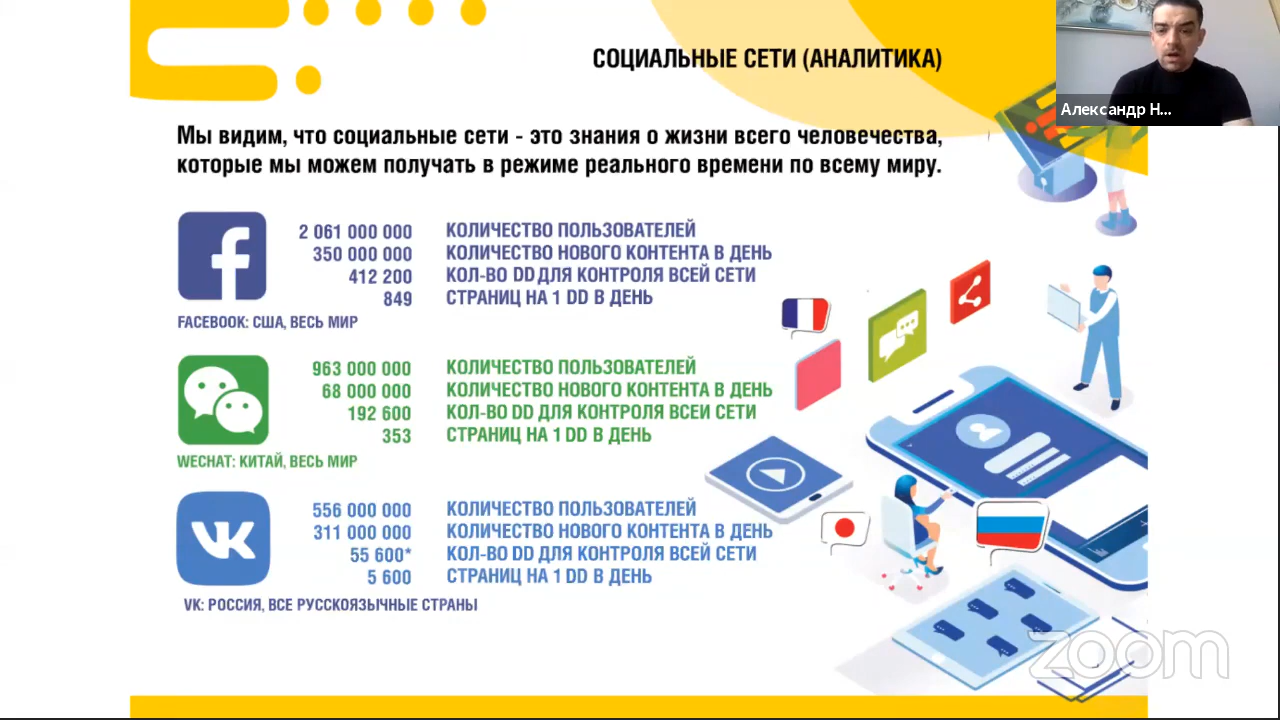 СОЦИАЛЬНЫЕ СЕТИ (АНАЛИТИКА)
Александр Н...
Мы видим, что социальные сети - это знания о жизни всего человечества,
которые мы можем получать в режиме реального времени по всему миру.
2 061 000 000 КОЛИЧЕСТВО ПОЛЬЗОВАТЕЛЕЙ
350 000 000 КОЛИЧЕСТВО НОВОГО КОНТЕНТА В ДЕНЬ
412 200 КОЛ-ВО DD ДЛЯ КОНТРОЛЯ ВСЕЙ СЕТИ
849 СТРАНИЦ НА 1 DD В ДЕНЬ
FACEBOOK: США, ВЕСЬ МИР
963 000 000 КОЛИЧЕСТВО ПОЛЬЗОВАТЕЛЕЙ
68 000 000 КОЛИЧЕСТВО НОВОГО КОНТЕНТА В ДЕНЬ
192 600 КОЛ-ВО DD ДЛЯ КОНТРОЛЯ ВСЕЙ СЕТИ
353 СТРАНИЦ НА 1 DD В ДЕНЬ
WECHAT: КИТАЙ, ВЕСЬ МИР
556 000 000 КОЛИЧЕСТВО ПОЛЬЗОВАТЕЛЕЙ
311 000 000 КОЛИЧЕСТВО НОВОГО КОНТЕНТА В ДЕНЬ
55 600* КОЛ-ВО DD ДЛЯ КОНТРОЛЯ ВСЕЙ СЕТИ
5 600 СТРАНИЦ НА 1 DD В ДЕНЬ
VK: РОССИЯ, ВСЕ РУССКОЯЗЫЧНЫЕ СТРАНЫ
zoom